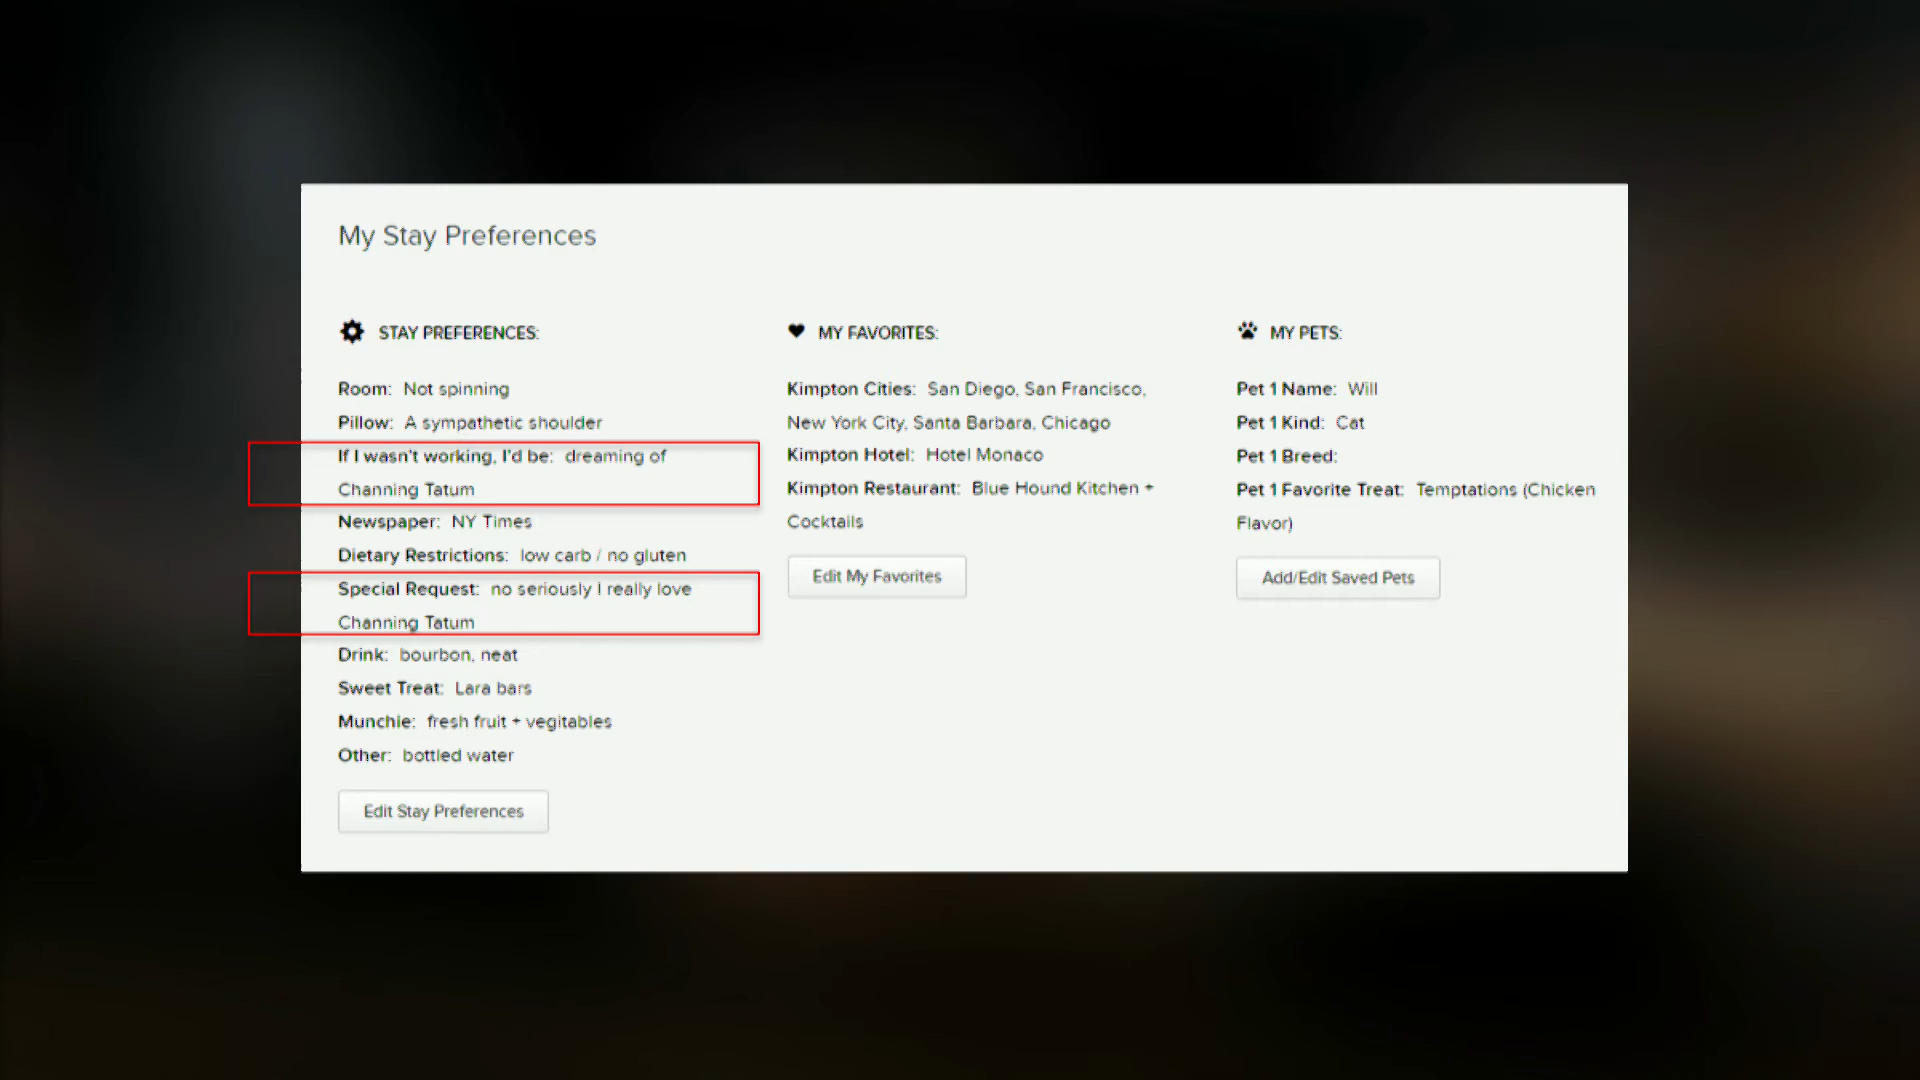 My Stay Preferences
STAY PREFERENCES:
Room: Not spinning
Pillow: A sympathetic shoulder
If I wasn't working, I'd be: dreaming of
Channing Tatum
Newspaper: NY Times
Dietary Restrictions: low carb / no gluten
Special Request: no seriously I really love
Channing Tatum
Drink: bourbon, neat
Sweet Treat: Lara bars
Munchie: fresh fruit + vegitables
Other: bottled water
Edit Stay Preferences
MY FAVORITES:
Kimpton Cities: San Diego, San Francisco,
New York City, Santa Barbara, Chicago
Kimpton Hotel: Hotel Monaco
Kimpton Restaurant: Blue Hound Kitchen +
Cocktails
Edit My Favorites
MY PETS:
Pet 1 Name: Will
Pet 1 Kind: Cat
Pet 1 Breed:
Pet 1 Favorite Treat: Temptations (Chicken
Flavor)
Add/Edit Saved Pets